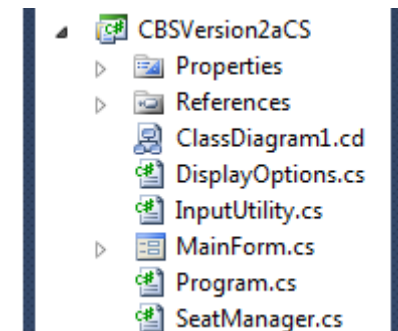 CBSVersion2aCS
Properties
References
ClassDiagram1.cd
DisplayOptions.cs
InputUtility.cs
MainForm.cs
Program.cs
SeatManager.cs